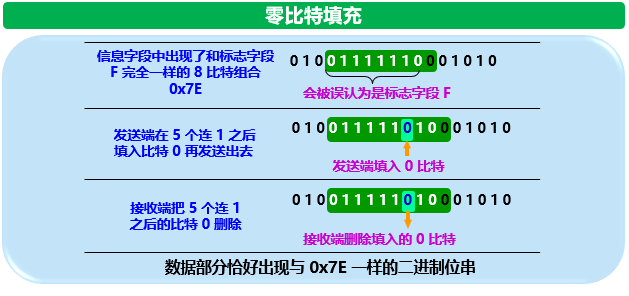 零比特填充
信息字段中出现了和标志字段
F 完全一样的 8 比特组合
0x7E
0 1 0 0 1 1 1 1 1 1 0 0 0 1 0 1 0
会被误认为是标志字段 F
发送端在 5 个连 1 之后
填入比特 0 再发送出去
0 1 0 0 1 1 1 1 1 0 1 0 0 0 1 0 1 0
发送端填入 0 比特
接收端把 5 个连 1
之后的比特 0 删除
0 1 0 0 1 1 1 1 1 0 1 0 0 0 1 0 1 0
接收端删除填入的 0 比特
数据部分恰好出现与 0x7E 一样的二进制位串